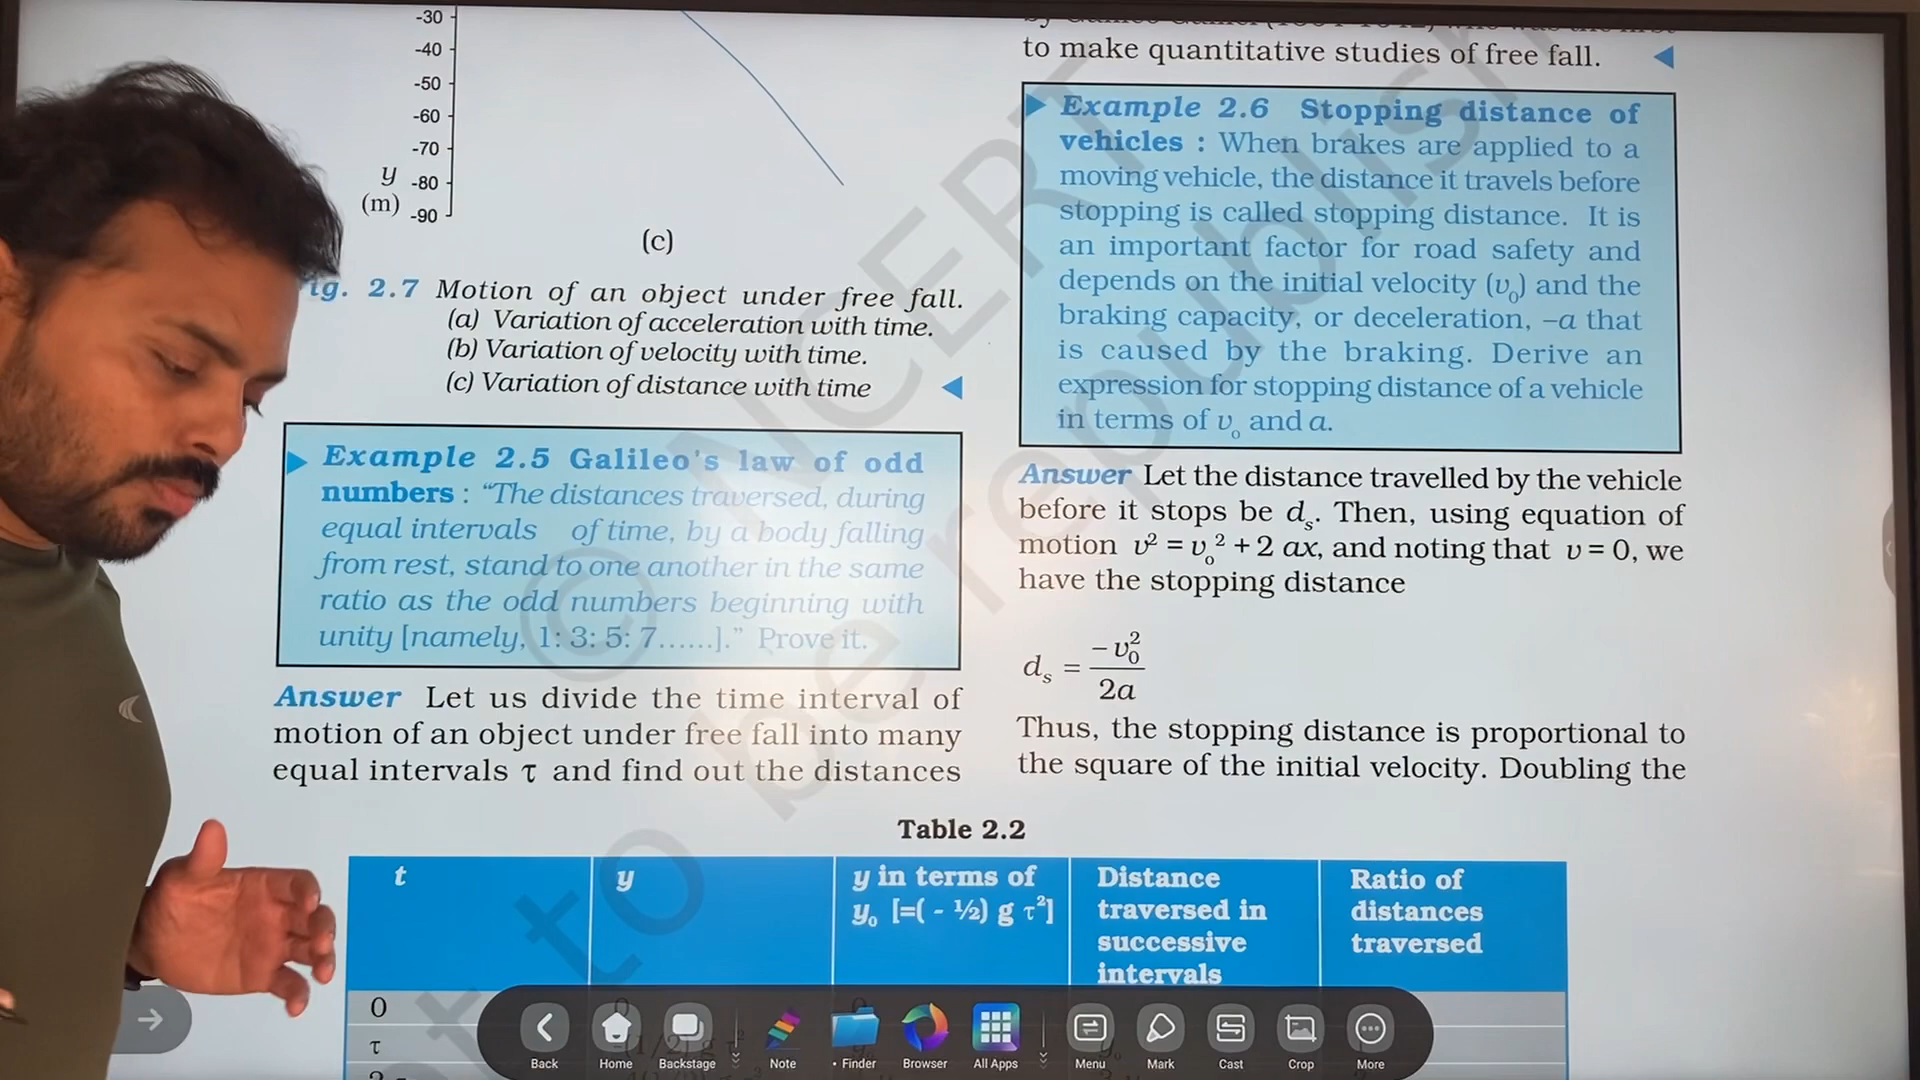 -30
-40
-50
-60
-70
y -80
(m) -90
(c)
ig. 2.7 Motion of an object under free fall.
(a) Variation of acceleration with time.
(b) Variation of velocity with time.
(c) Variation of distance with time
Example 2.5 Galileo's law of odd
numbers : “The distances traversed, during
equal intervals of time, by a body falling
from rest, stand to one another in the same
ratio as the odd numbers beginning with
unity [namely, 1: 3: 5: 7......].” Prove it.
Answer Let us divide the time interval of
motion of an object under free fall into many
equal intervals τ and find out the distances
to make quantitative studies of free fall.
Example 2.6 Stopping distance of
vehicles : When brakes are applied to a
moving vehicle, the distance it travels before
stopping is called stopping distance. It is
an important factor for road safety and
depends on the initial velocity (v₀) and the
braking capacity, or deceleration, –a that
is caused by the braking. Derive an
expression for stopping distance of a vehicle
in terms of vₒ and a.
Answer Let the distance travelled by the vehicle
before it stops be dₛ. Then, using equation of
motion v² = vₒ² + 2 ax, and noting that v = 0, we
have the stopping distance
dₛ = – v₀² / 2a
Thus, the stopping distance is proportional to
the square of the initial velocity. Doubling the
Table 2.2
t
y
y in terms of
y₀ [=( - ½) g τ²]
Distance
traversed in
successive
intervals
Ratio of
distances
traversed
0
τ
© NCERT
be republish
Back
Home
Backstage
Note
Finder
Browser
All Apps
Menu
Mark
Cast
Crop
More